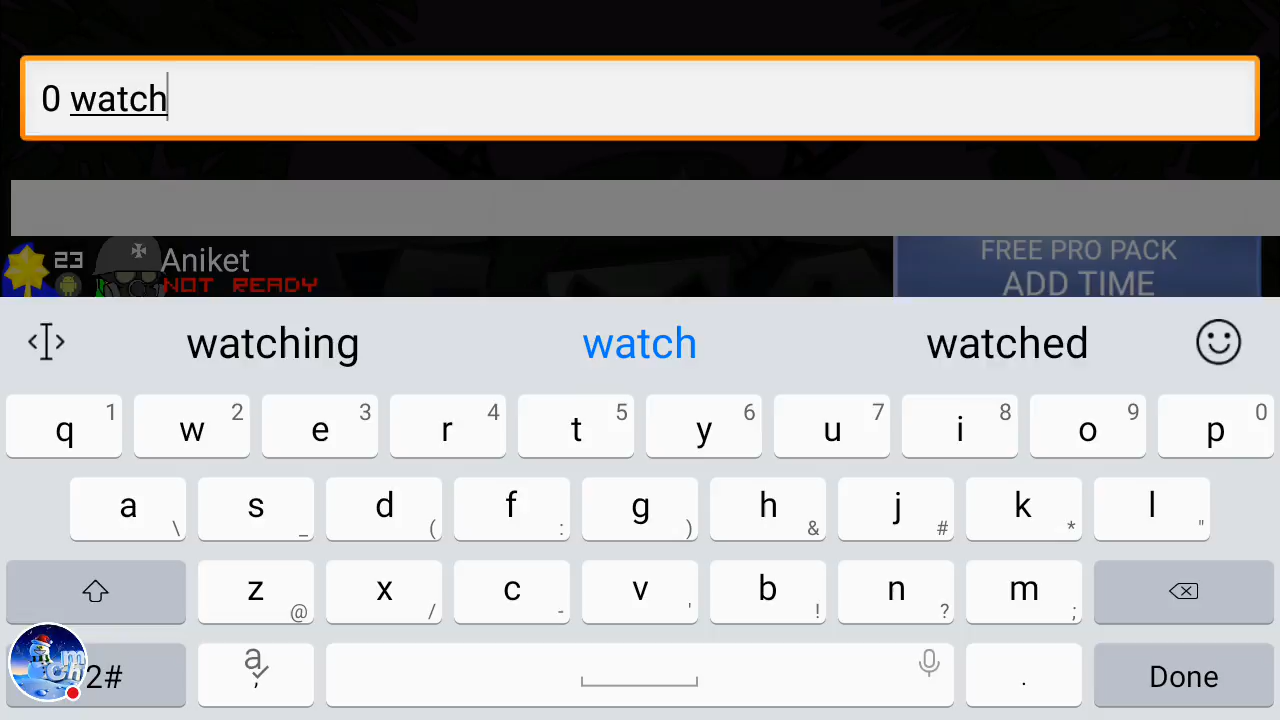 0 watch
23 Aniket
NOT READY
FREE PRO PACK
ADD TIME
watching watch watched
q 1 w 2 e 3 r 4 t 5 y 6 u 7 i 8 o 9 p 0
a \ s _ d ( f : g ) h & j # k * l "
z @ x / c - v ' b ! n ? m ;
2# a , . Done